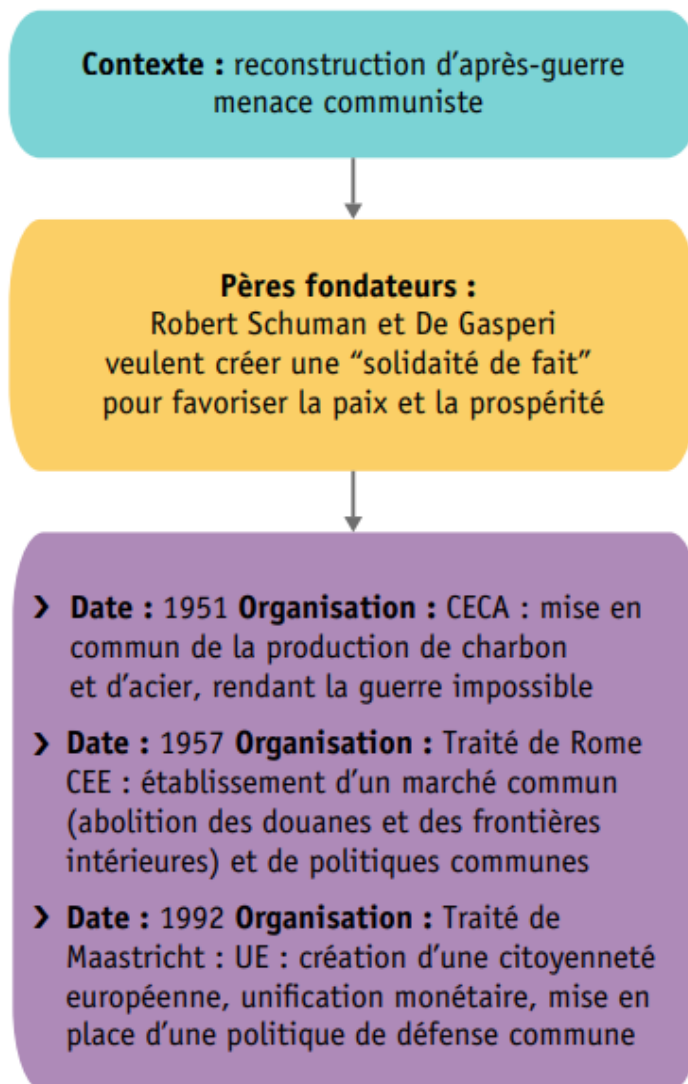 Contexte : reconstruction d'après-guerre
menace communiste
Pères fondateurs :
Robert Schuman et De Gasperi
veulent créer une “solidaité de fait”
pour favoriser la paix et la prospérité
❯ Date : 1951 Organisation : CECA : mise en
commun de la production de charbon
et d'acier, rendant la guerre impossible
❯ Date : 1957 Organisation : Traité de Rome
CEE : établissement d'un marché commun
(abolition des douanes et des frontières
intérieures) et de politiques communes
❯ Date : 1992 Organisation : Traité de
Maastricht : UE : création d'une citoyenneté
européenne, unification monétaire, mise en
place d'une politique de défense commune